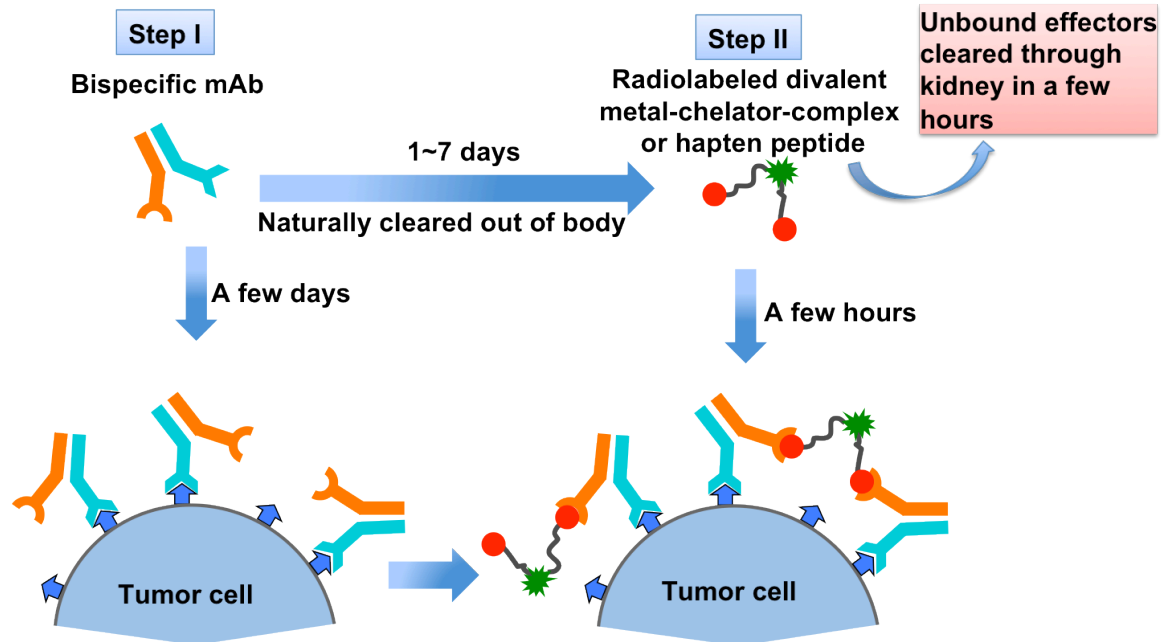 Step I
Bispecific mAb
1~7 days
Naturally cleared out of body
A few days
Step II
Radiolabeled divalent
metal-chelator-complex
or hapten peptide
Unbound effectors
cleared through
kidney in a few
hours
A few hours
Tumor cell
Tumor cell